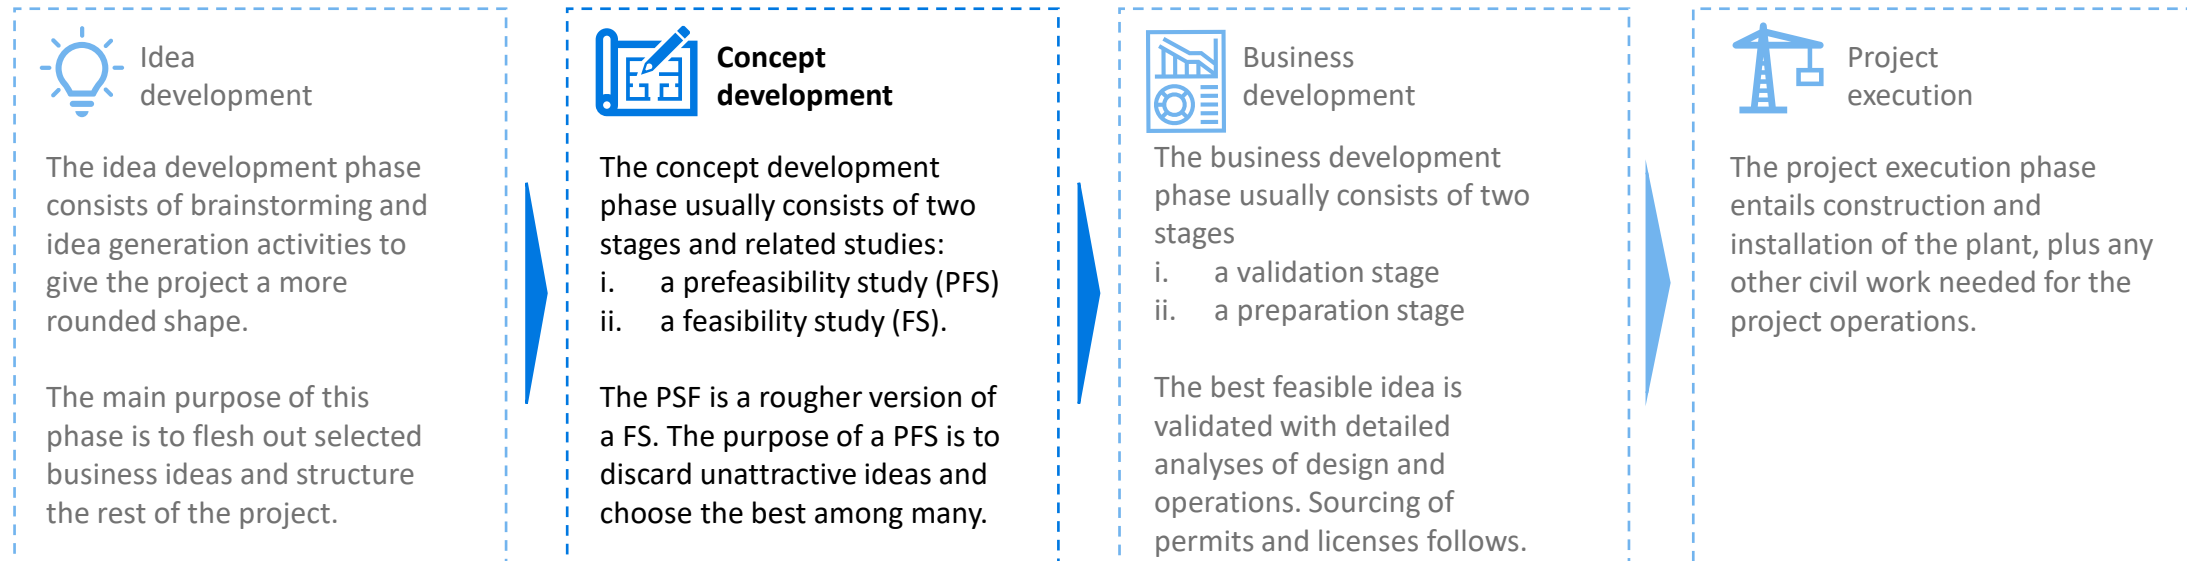 Idea
development
The idea development phase
consists of brainstorming and
idea generation activities to
give the project a more
rounded shape.
The main purpose of this
phase is to flesh out selected
business ideas and structure
the rest of the project.
Concept
development
The concept development
phase usually consists of two
stages and related studies:
i. a prefeasibility study (PFS)
ii. a feasibility study (FS).
The PSF is a rougher version of
a FS. The purpose of a PFS is to
discard unattractive ideas and
choose the best among many.
Business
development
The business development
phase usually consists of two
stages
i. a validation stage
ii. a preparation stage
The best feasible idea is
validated with detailed
analyses of design and
operations. Sourcing of
permits and licenses follows.
Project
execution
The project execution phase
entails construction and
installation of the plant, plus any
other civil work needed for the
project operations.